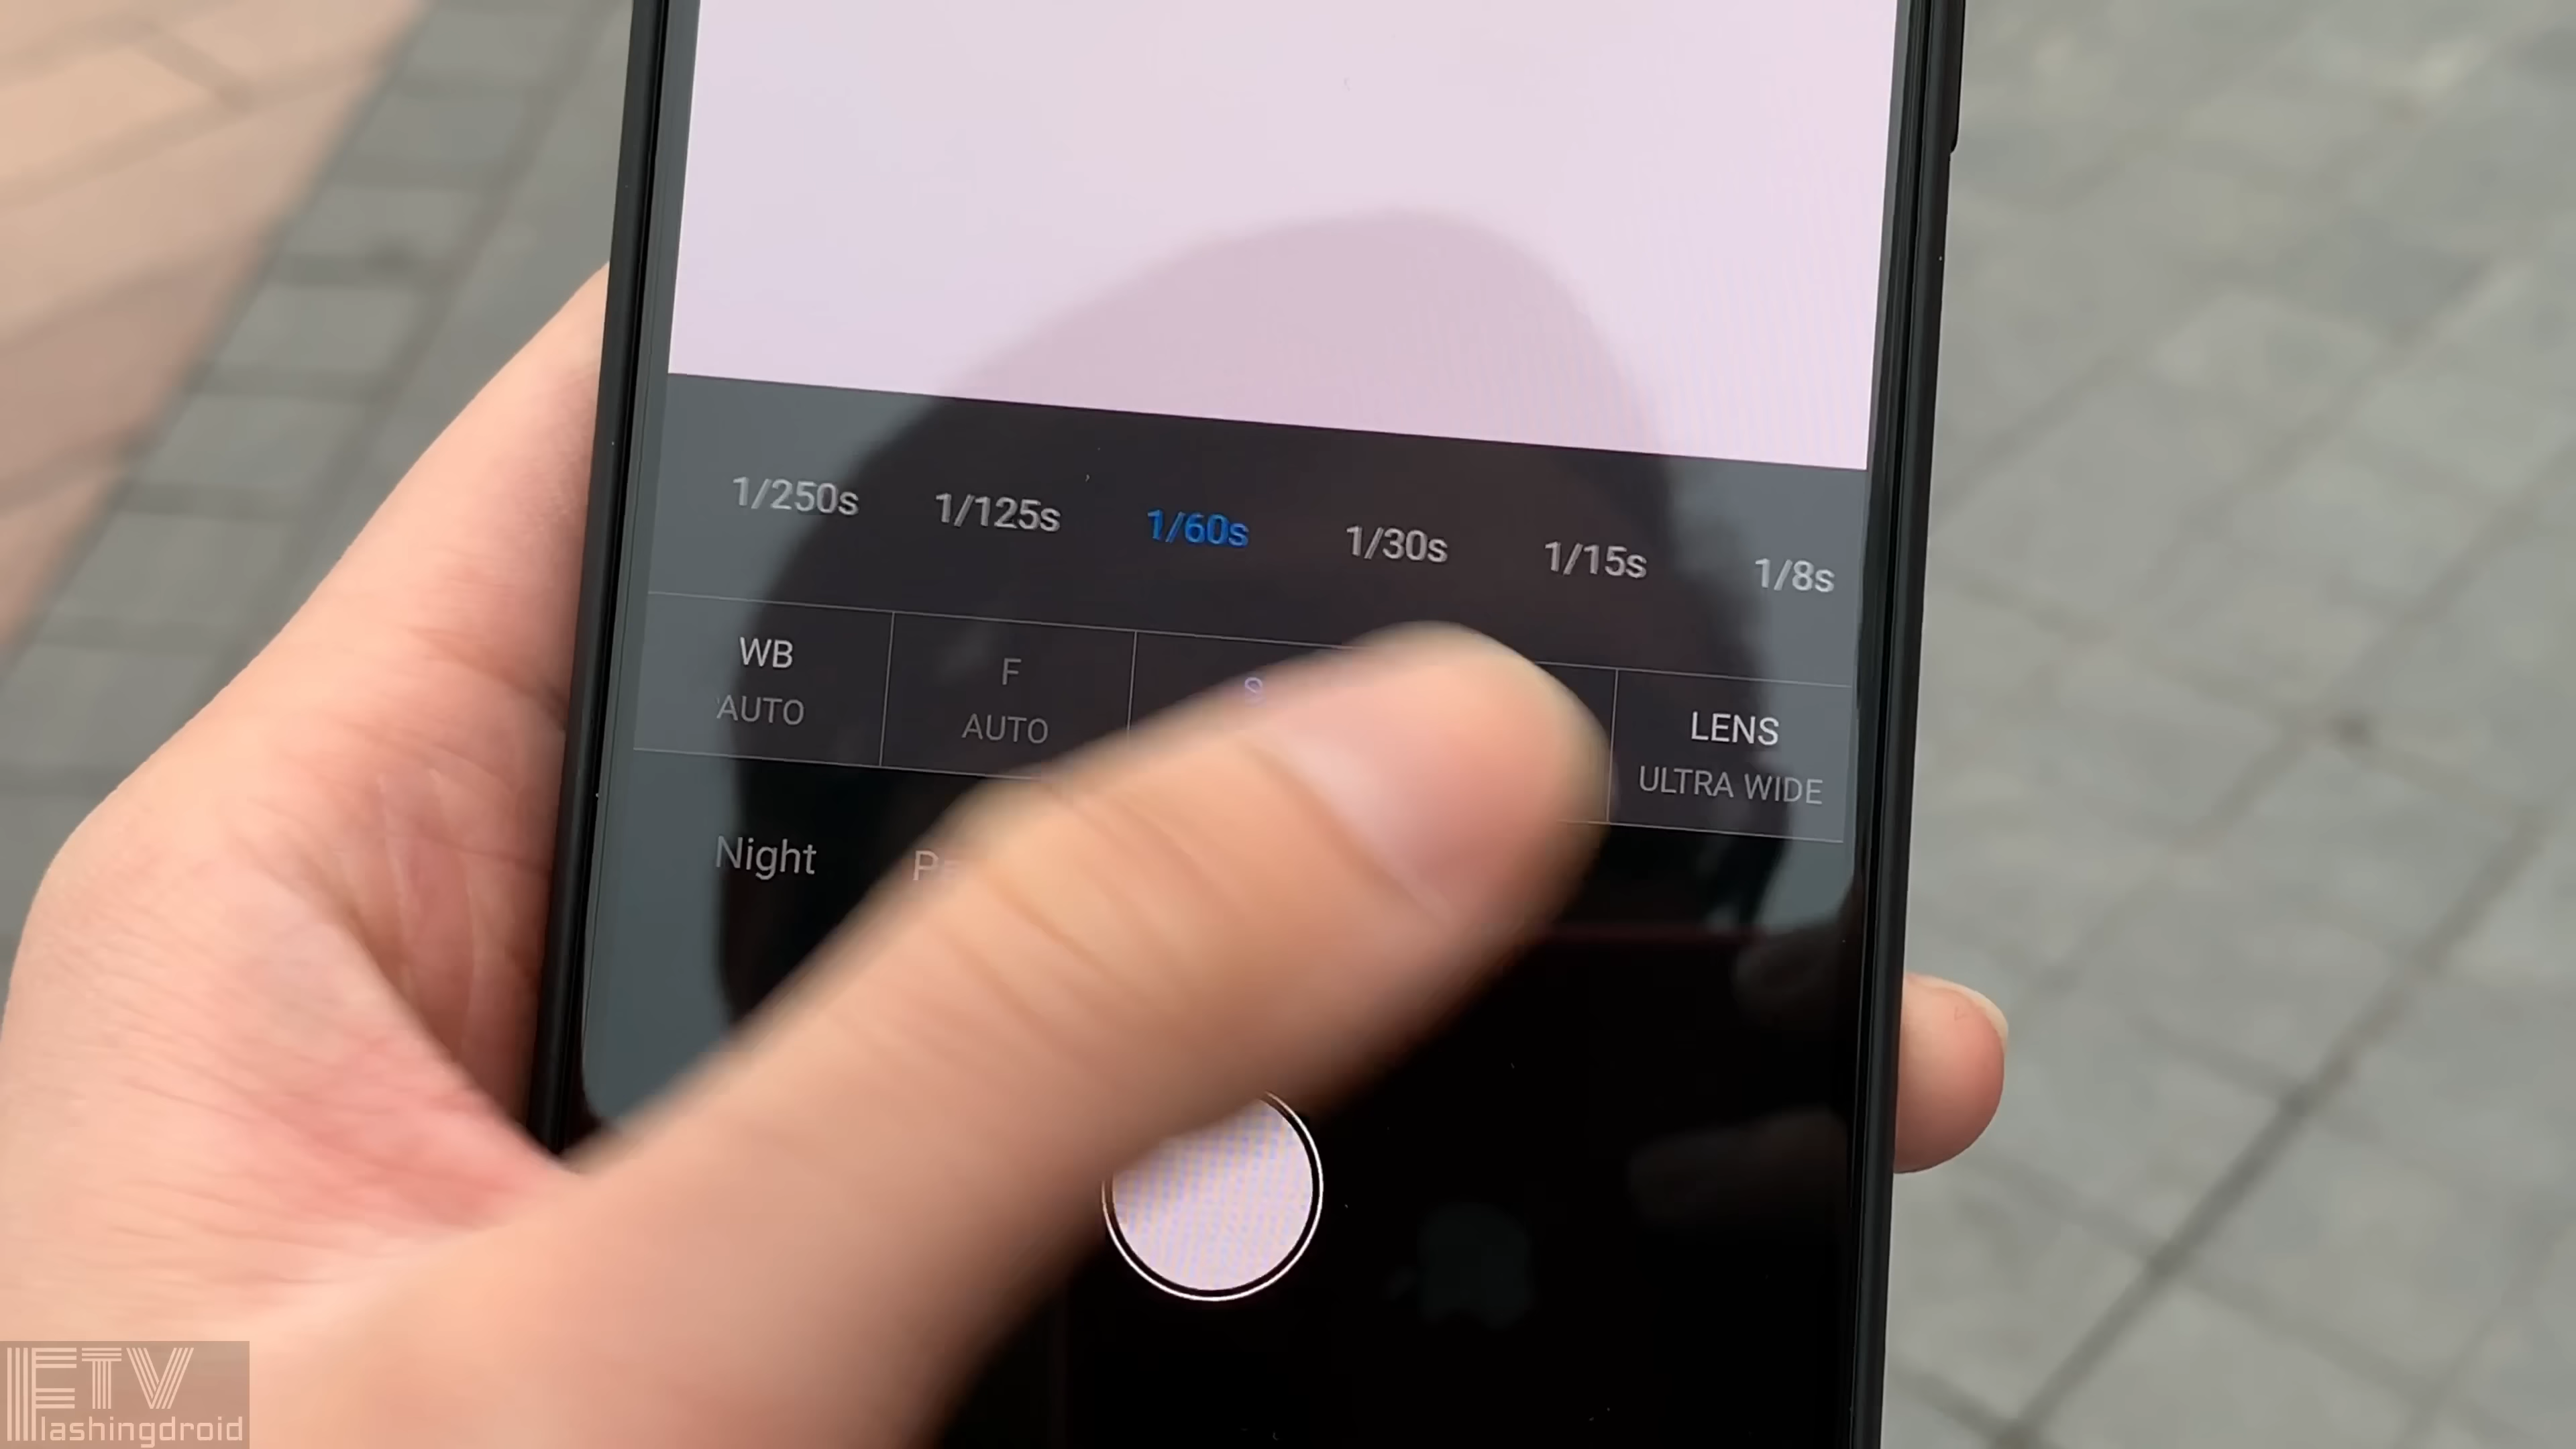 1/250s 1/125s 1/60s 1/30s 1/15s 1/8s
WB F S LENS
AUTO AUTO ULTRA WIDE
Night
FTV
lashingdroid